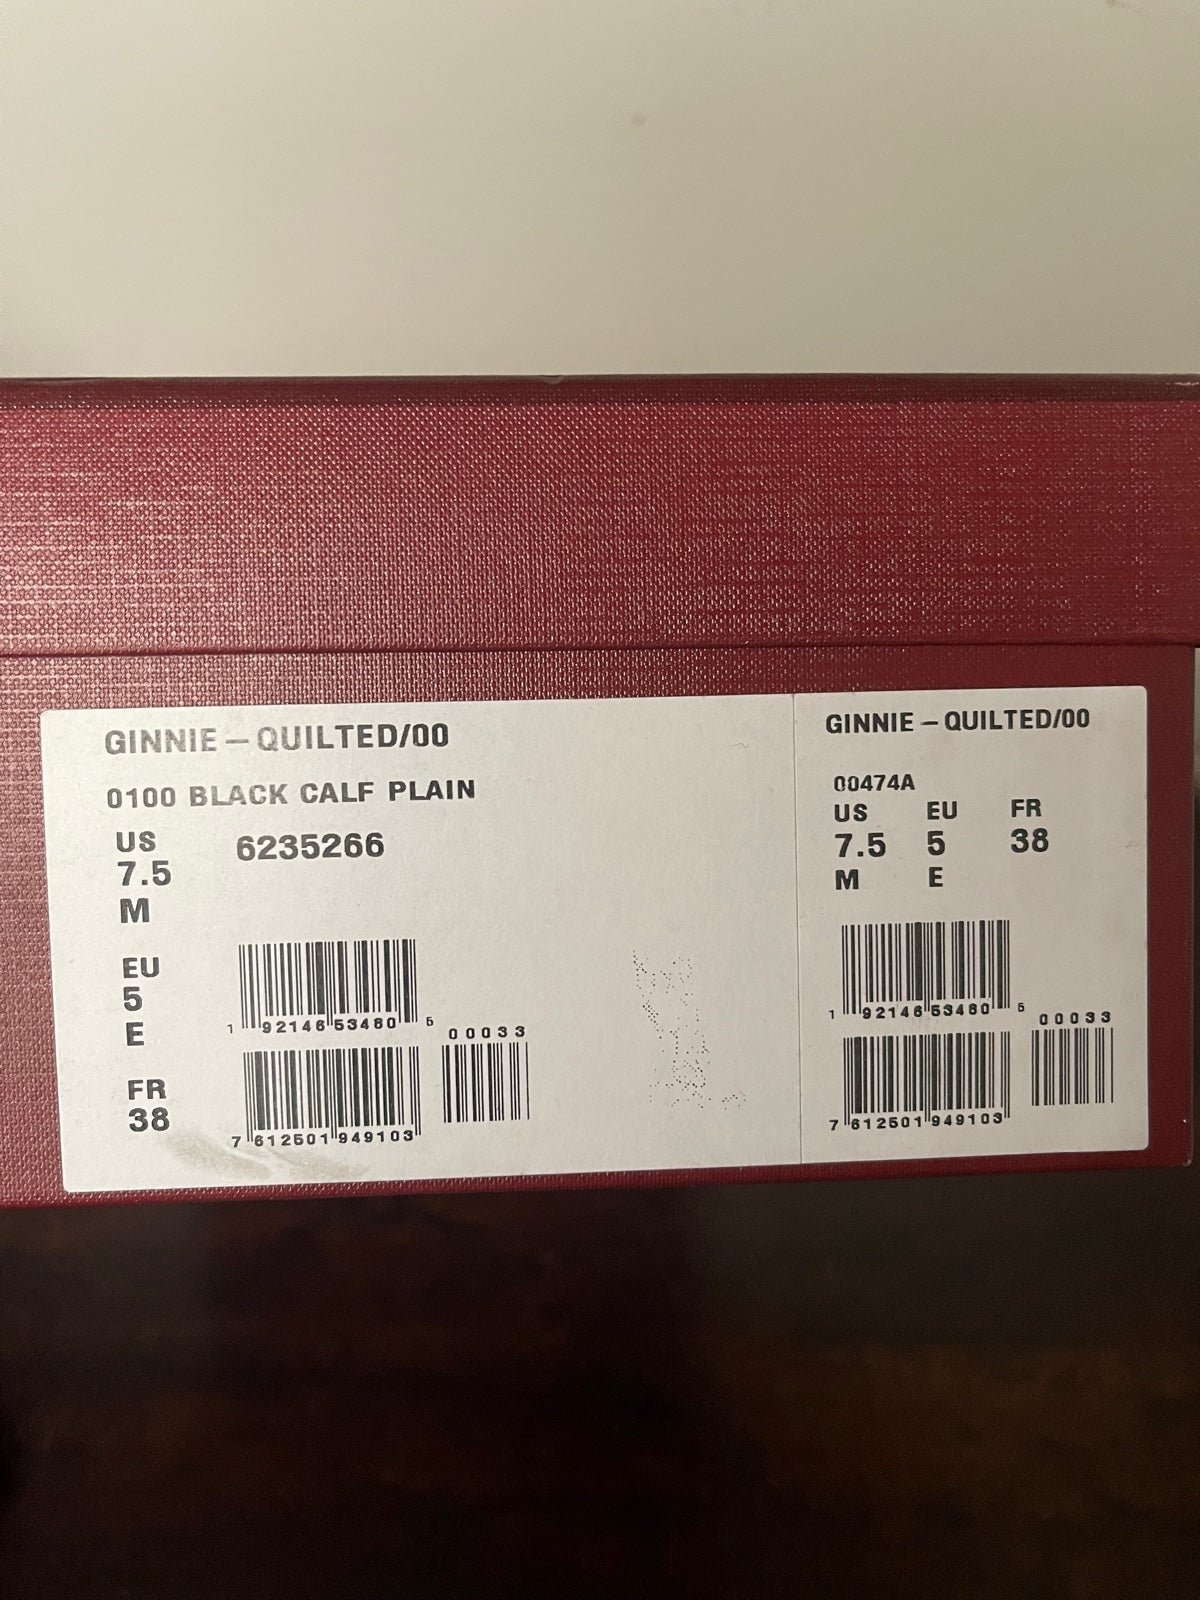 GINNIE – QUILTED/00
0100 BLACK CALF PLAIN
US 6235266
7.5
M
EU
5
E
FR
38
1 92146 53480 5
00033
7 612501 949103
GINNIE – QUILTED/00
00474A
US EU FR
7.5 5 38
M E
1 92146 53480 5
00033
7 612501 949103